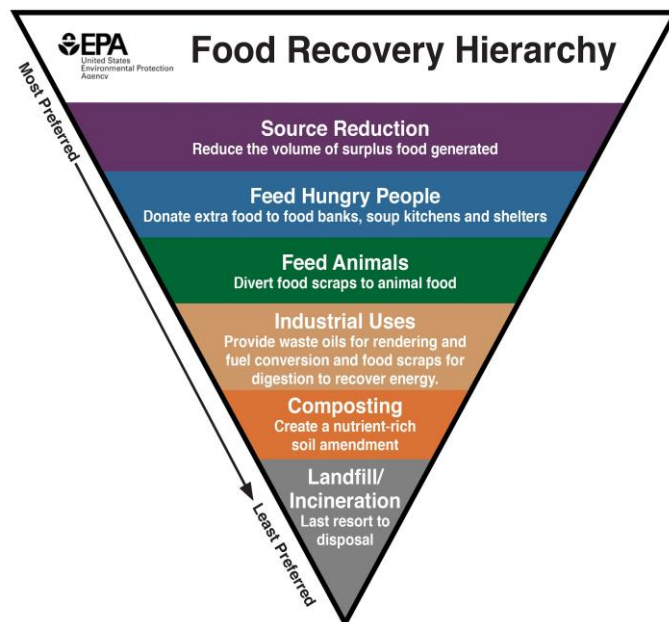 EPA
United States
Environmental Protection
Agency
Food Recovery Hierarchy
Most Preferred
Source Reduction
Reduce the volume of surplus food generated
Feed Hungry People
Donate extra food to food banks, soup kitchens and shelters
Feed Animals
Divert food scraps to animal food
Industrial Uses
Provide waste oils for rendering and
fuel conversion and food scraps for
digestion to recover energy.
Composting
Create a nutrient-rich
soil amendment
Landfill/
Incineration
Last resort to
disposal
Least Preferred